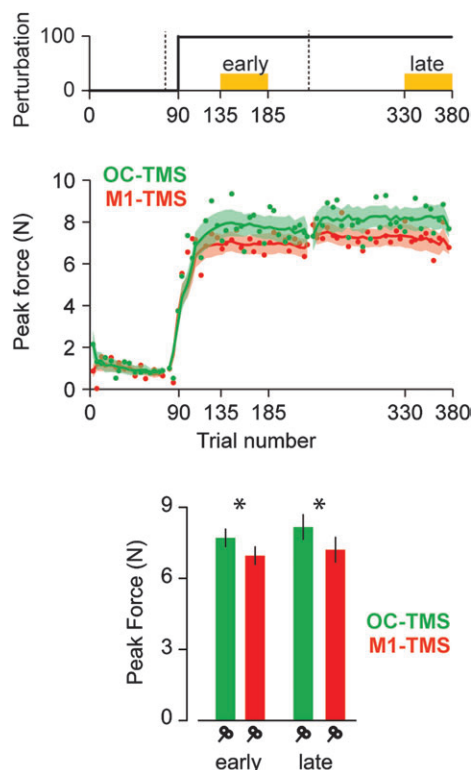 Perturbation
100
0
early
late
0 90 135 185 330 380
OC-TMS
M1-TMS
Peak force (N)
10
8
6
4
2
0
0 90 135 185 330 380
Trial number
Peak Force (N)
9
6
3
0
* *
OC-TMS
M1-TMS
early late